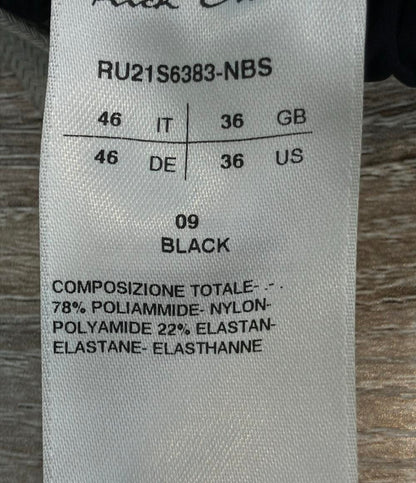 RU21S6383-NBS
46 IT 36 GB
46 DE 36 US
09
BLACK
COMPOSIZIONE TOTALE- -
78% POLIAMMIDE- NYLON-
POLYAMIDE 22% ELASTAN-
ELASTANE- ELASTHANNE